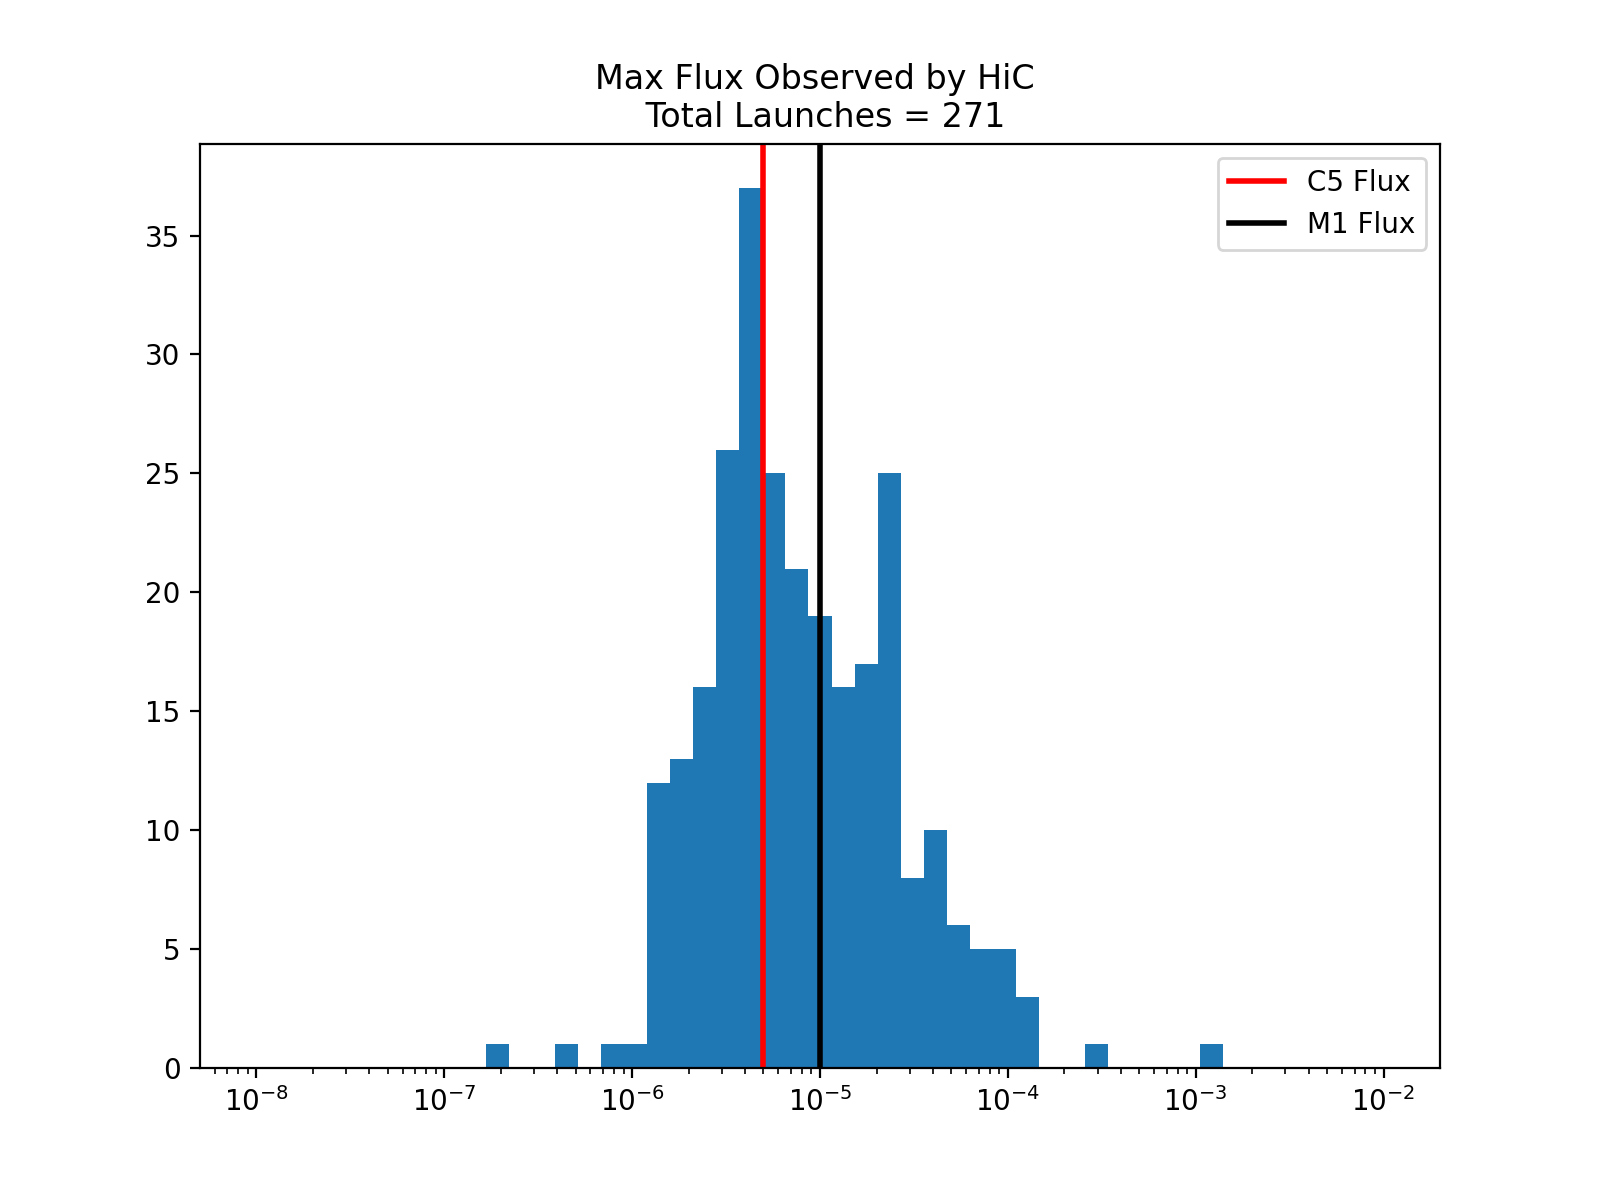 Max Flux Observed by HiC
Total Launches = 271
C5 Flux
M1 Flux
35
30
25
20
15
10
5
0
10⁻⁸ 10⁻⁷ 10⁻⁶ 10⁻⁵ 10⁻⁴ 10⁻³ 10⁻²